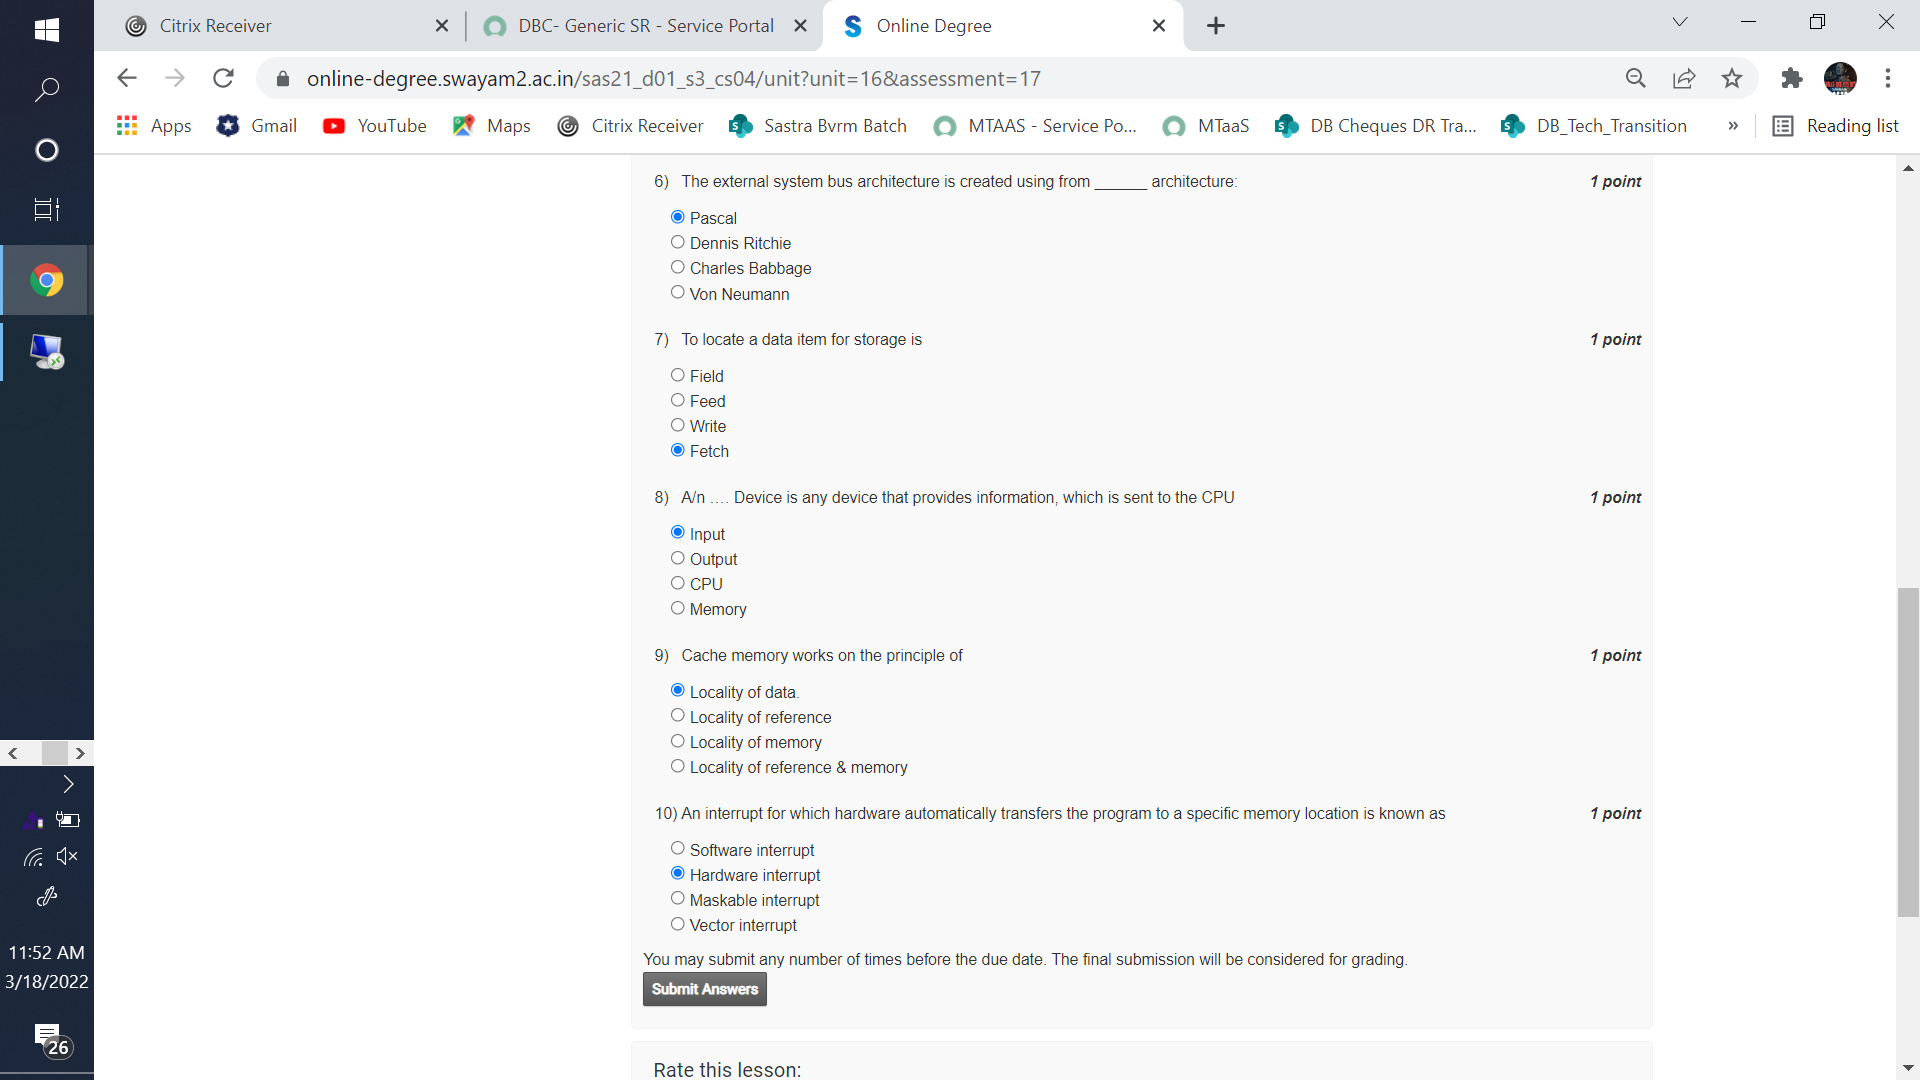 Citrix Receiver
DBC- Generic SR - Service Portal
Online Degree
online-degree.swayam2.ac.in/sas21_d01_s3_cs04/unit?unit=16&assessment=17
Apps
Gmail
YouTube
Maps
Citrix Receiver
Sastra Bvrm Batch
MTAAS - Service Po...
MTaaS
DB Cheques DR Tra...
DB_Tech_Transition
»
Reading list
6) The external system bus architecture is created using from ______ architecture: 1 point
Pascal
Dennis Ritchie
Charles Babbage
Von Neumann
7) To locate a data item for storage is 1 point
Field
Feed
Write
Fetch
8) A/n .... Device is any device that provides information, which is sent to the CPU 1 point
Input
Output
CPU
Memory
9) Cache memory works on the principle of 1 point
Locality of data.
Locality of reference
Locality of memory
Locality of reference & memory
10) An interrupt for which hardware automatically transfers the program to a specific memory location is known as 1 point
Software interrupt
Hardware interrupt
Maskable interrupt
Vector interrupt
You may submit any number of times before the due date. The final submission will be considered for grading.
Submit Answers
Rate this lesson:
11:52 AM
3/18/2022
26